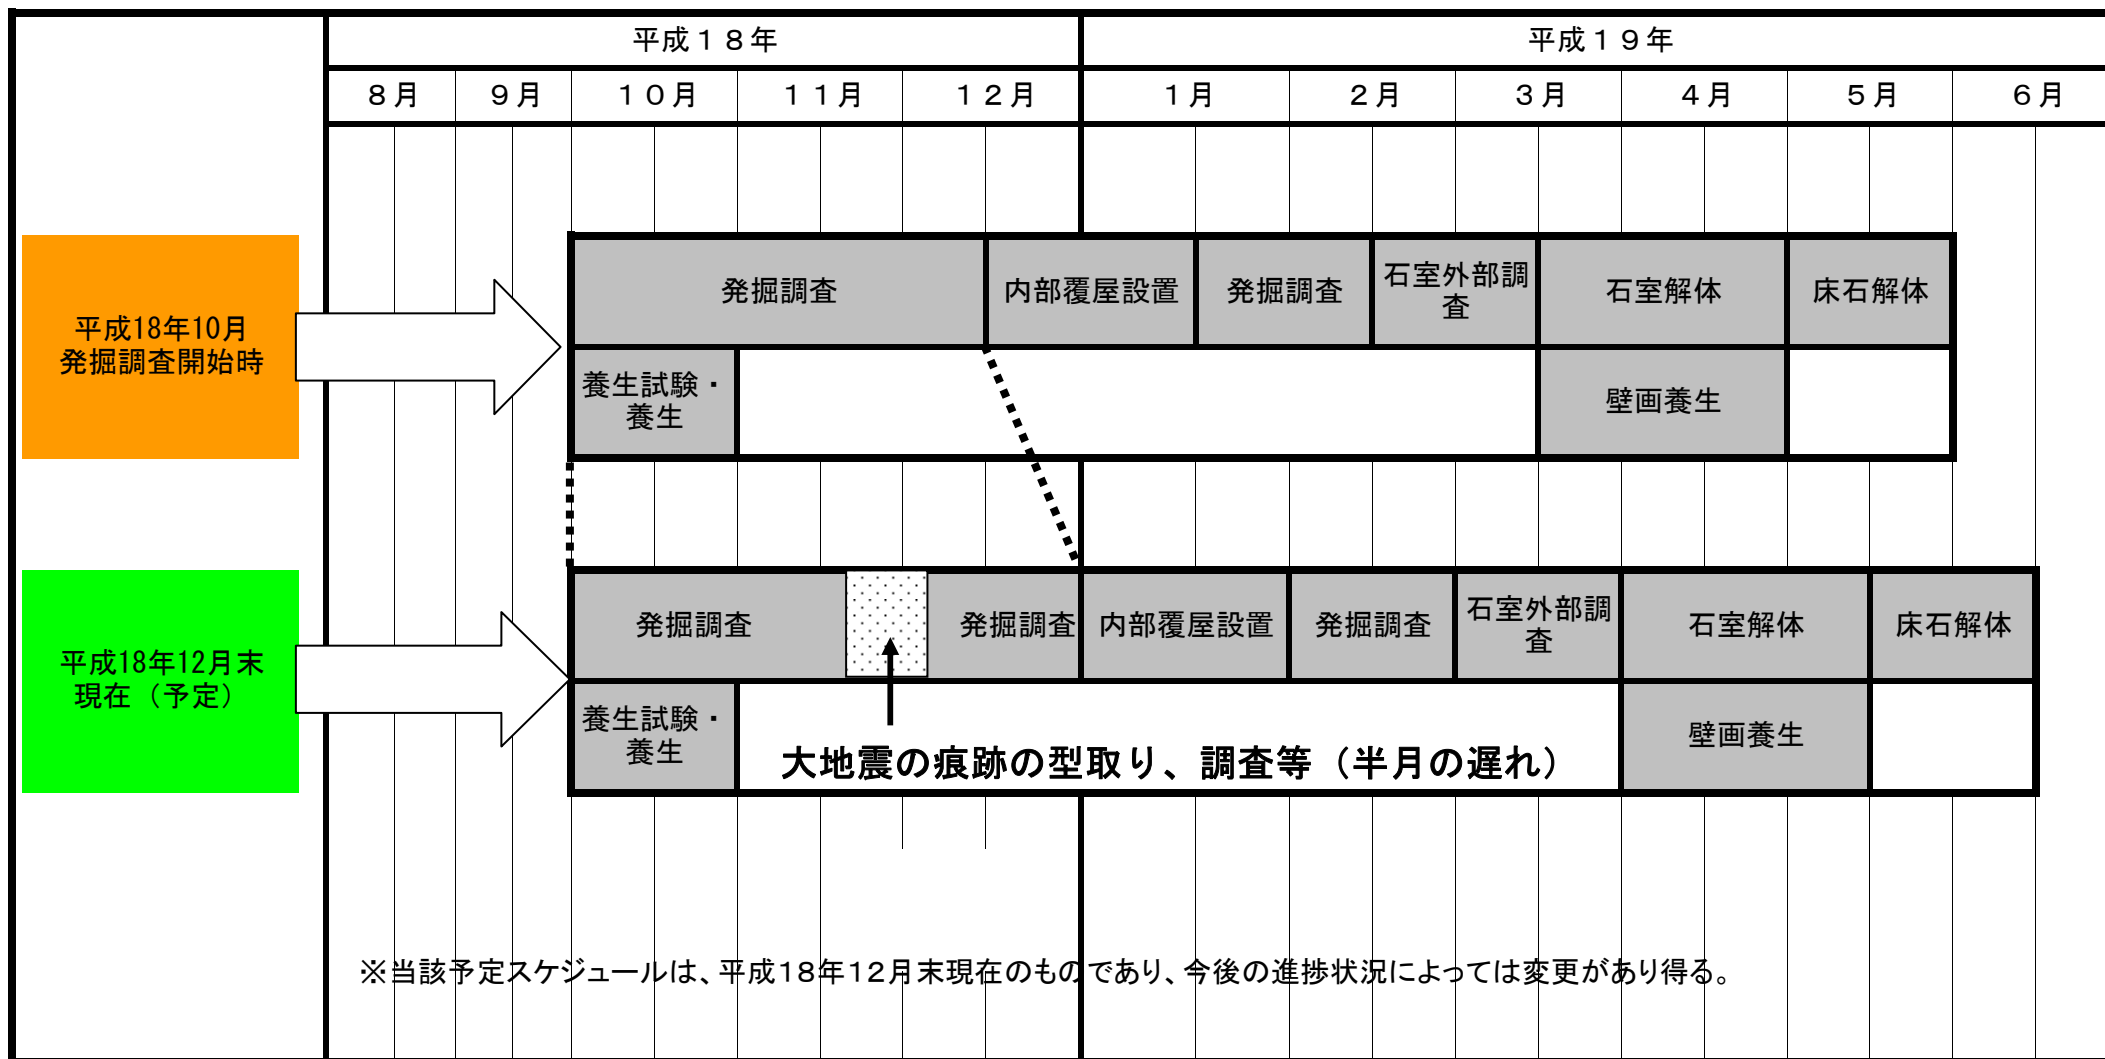 平成１８年
平成１９年
８月
９月
１０月
１１月
１２月
１月
２月
３月
４月
５月
６月
平成18年10月
発掘調査開始時
発掘調査
内部覆屋設置
発掘調査
石室外部調
査
石室解体
床石解体
養生試験・
養生
壁画養生
平成18年12月末
現在（予定）
発掘調査
発掘調査
内部覆屋設置
発掘調査
石室外部調
査
石室解体
床石解体
養生試験・
養生
大地震の痕跡の型取り、調査等（半月の遅れ）
壁画養生
※当該予定スケジュールは、平成18年12月末現在のものであり、今後の進捗状況によっては変更があり得る。